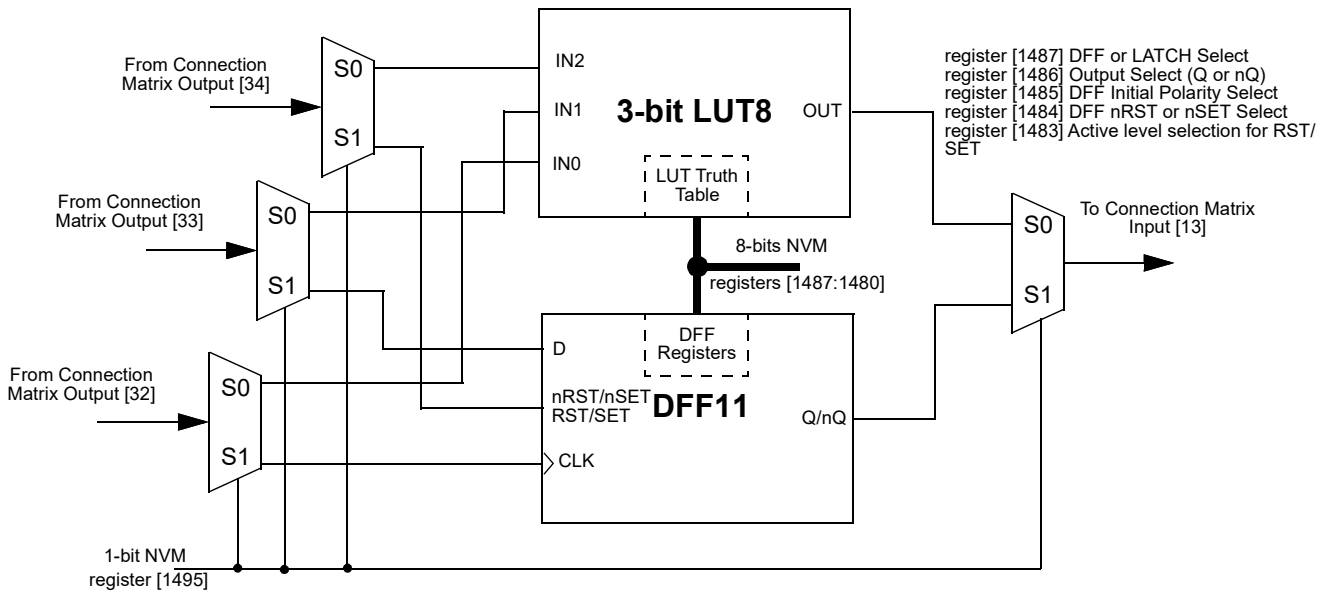 From Connection
Matrix Output [34]
S0
S1
IN2
IN1
IN0
3-bit LUT8
OUT
LUT Truth
Table
register [1487] DFF or LATCH Select
register [1486] Output Select (Q or nQ)
register [1485] DFF Initial Polarity Select
register [1484] DFF nRST or nSET Select
register [1483] Active level selection for RST/
SET
From Connection
Matrix Output [33]
S0
S1
8-bits NVM
registers [1487:1480]
S0
S1
To Connection Matrix
Input [13]
From Connection
Matrix Output [32]
S0
S1
DFF
Registers
D
nRST/nSET
RST/SET
DFF11
Q/nQ
CLK
1-bit NVM
register [1495]